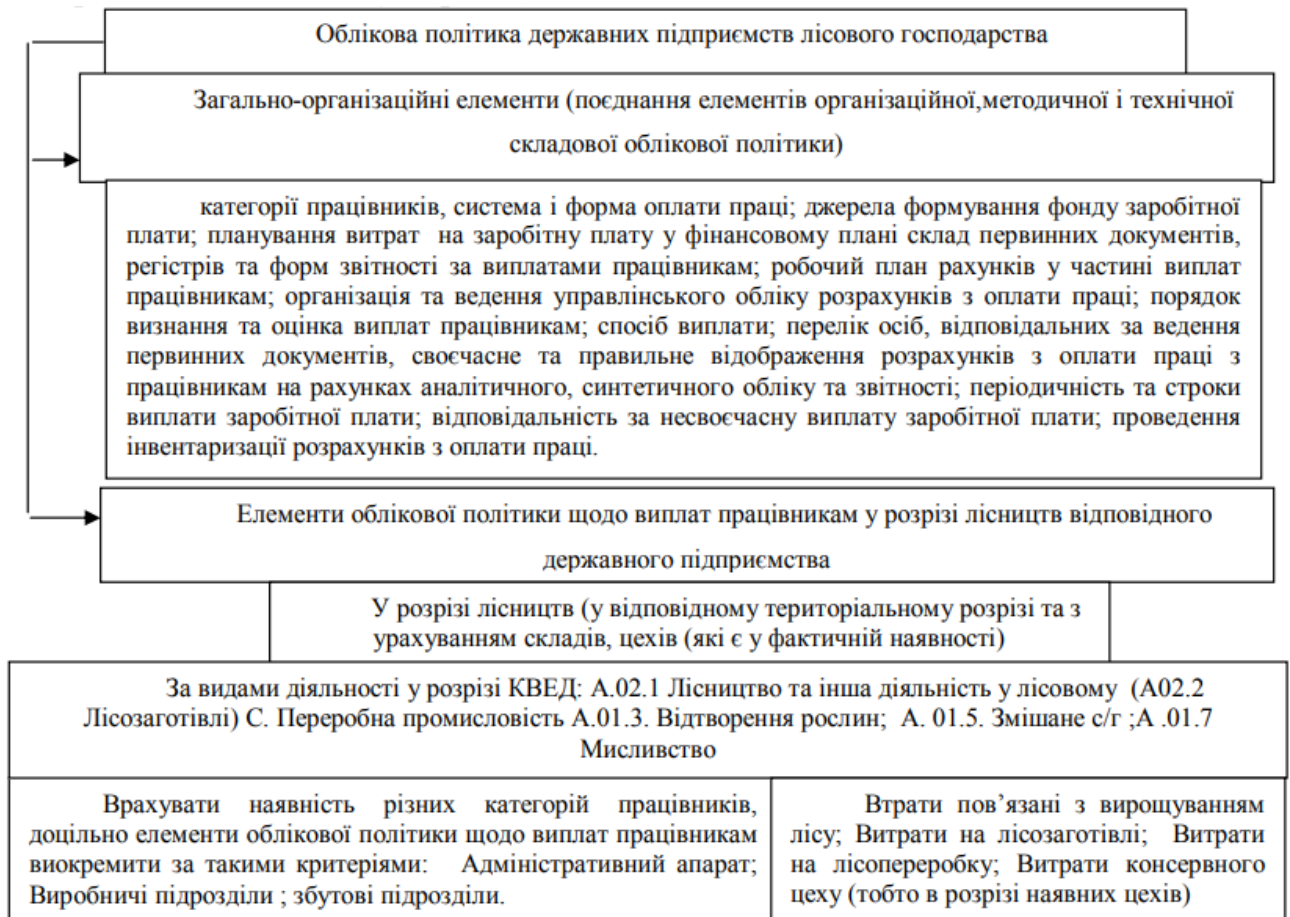 Облікова політика державних підприємств лісового господарства
Загально-організаційні елементи (поєднання елементів організаційної,методичної і технічної
складової облікової політики)
категорії працівників, система і форма оплати праці; джерела формування фонду заробітної
плати; планування витрат на заробітну плату у фінансовому плані склад первинних документів,
регістрів та форм звітності за виплатами працівникам; робочий план рахунків у частині виплат
працівникам; організація та ведення управлінського обліку розрахунків з оплати праці; порядок
визнання та оцінка виплат працівникам; спосіб виплати; перелік осіб, відповідальних за ведення
первинних документів, своєчасне та правильне відображення розрахунків з оплати праці з
працівникам на рахунках аналітичного, синтетичного обліку та звітності; періодичність та строки
виплати заробітної плати; відповідальність за несвоєчасну виплату заробітної плати; проведення
інвентаризації розрахунків з оплати праці.
Елементи облікової політики щодо виплат працівникам у розрізі лісництв відповідного
державного підприємства
У розрізі лісництв (у відповідному територіальному розрізі та з
урахуванням складів, цехів (які є у фактичній наявності)
За видами діяльності у розрізі КВЕД: А.02.1 Лісництво та інша діяльність у лісовому (А02.2
Лісозаготівлі) С. Переробна промисловість А.01.3. Відтворення рослин; А. 01.5. Змішане с/г ;А .01.7
Мисливство
Врахувати наявність різних категорій працівників,
доцільно елементи облікової політики щодо виплат працівникам
виокремити за такими критеріями: Адміністративний апарат;
Виробничі підрозділи ; збутові підрозділи.
Втрати пов’язані з вирощуванням
лісу; Витрати на лісозаготівлі; Витрати
на лісопереробку; Витрати консервного
цеху (тобто в розрізі наявних цехів)